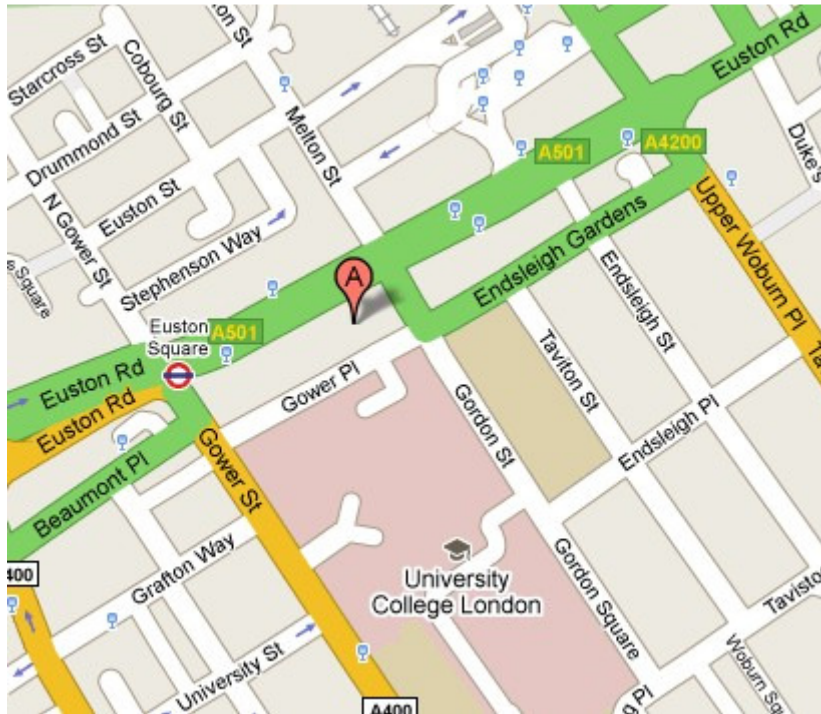 Starcross St
Cobourg St
Melton St
Euston Rd
Drummond St
Euston St
N Gower St
Stephenson Way
Square
A501
A4200
Duke's
Upper Woburn Pl
Endsleigh Gardens
Endsleigh St
A
Euston
Square
A501
Euston Rd
Euston Rd
Gower Pl
Taviton St
Gordon St
Endsleigh Pl
Beaumont Pl
Gower St
Grafton Way
University
College London
Gordon Square
Woburn Sq
University St
A400